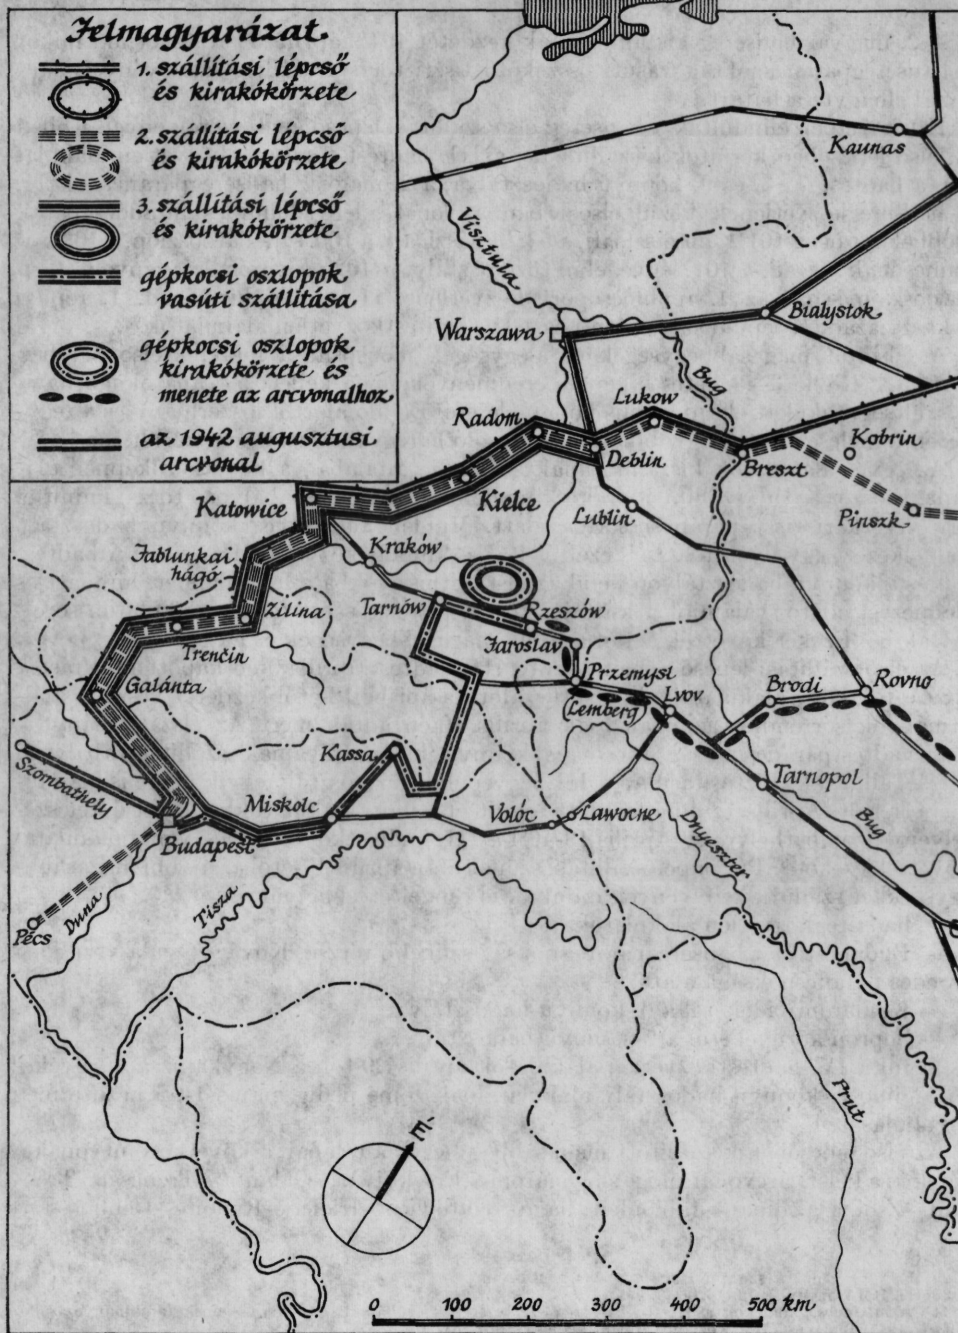 Jelmagyarázat
1. szállítási lépcső
és kirakókörzete
2. szállítási lépcső
és kirakókörzete
3. szállítási lépcső
és kirakókörzete
gépkocsi oszlopok
vasúti szállítása
gépkocsi oszlopok
kirakókörzete és
menete az arcvonalhoz
az 1942 augusztusi
arcvonal
Kaunas
Visztula
Bialystok
Warszawa
Bug
Lukow
Radom
Kobrin
Deblin
Breszt
Katowice
Kielce
Lublin
Pinszk
Jablunkai
hágó
Kraków
Tarnów
Rzeszów
Zilina
Jaroslav
Trenčin
Przemysl
Galánta
(Lemberg)
Lvov
Brodi
Rovno
Kassa
Szombathely
Tarnopol
Miskolc
Volóc
Lawocne
Bug
Budapest
Dnyeszter
Duna
Tisza
Pécs
Prut
É.
0 100 200 300 400 500 km